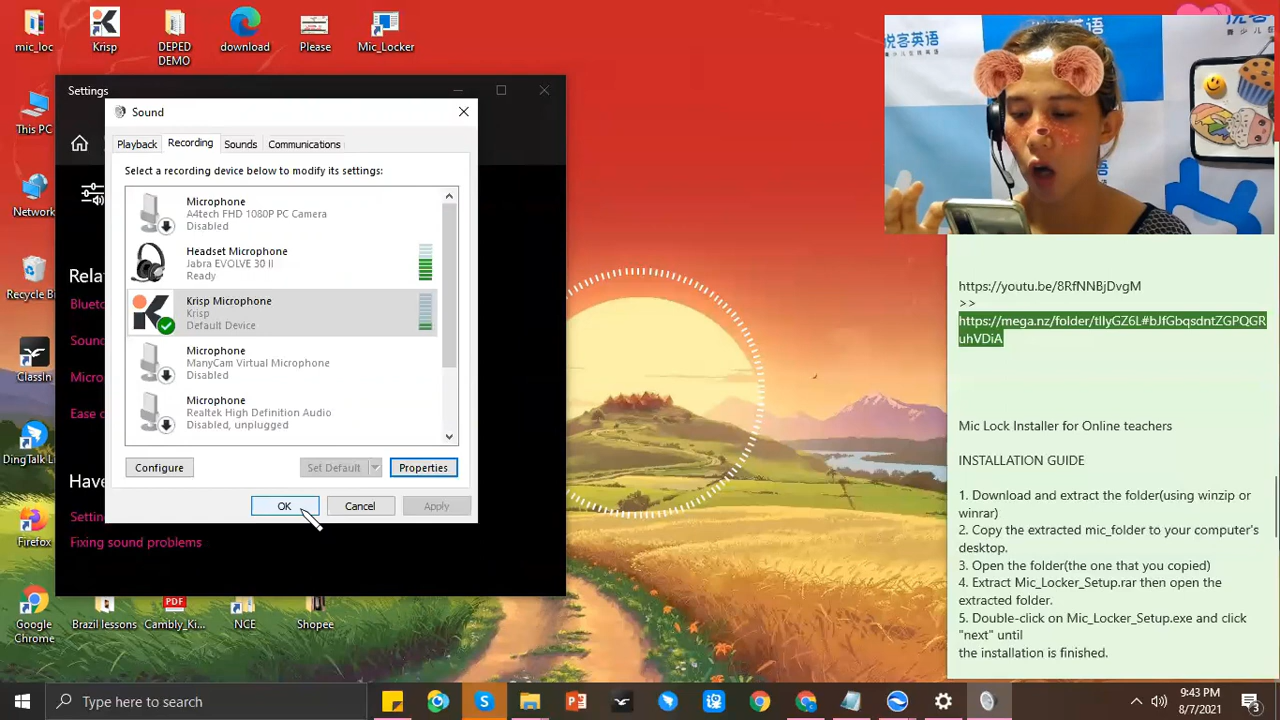 mic_loc
Krisp
DEPED
DEMO
download
Please
Mic_Locker
This PC
Network
Recycle Bi
ClassIn
DingTalk L
Firefox
Google
Chrome
Brazil lessons
PDF
Cambly_Ki...
NCE
Shopee
Settings
Rela
Bluet
Soun
Micro
Ease c
Have
Settin
Fixing sound problems
Sound
Playback
Recording
Sounds
Communications
Select a recording device below to modify its settings:
Microphone
A4tech FHD 1080P PC Camera
Disabled
Headset Microphone
Jabra EVOLVE 30 II
Ready
Krisp Microphone
Krisp
Default Device
Microphone
ManyCam Virtual Microphone
Disabled
Microphone
Realtek High Definition Audio
Disabled, unplugged
Configure
Set Default
Properties
OK
Cancel
Apply
悦客英语
https://youtu.be/8RfNNBjDvgM
>>
https://mega.nz/folder/tIlyGZ6L#bJfGbqsdntZGPQGR
uhVDiA
Mic Lock Installer for Online teachers
INSTALLATION GUIDE
1. Download and extract the folder(using winzip or
winrar)
2. Copy the extracted mic_folder to your computer's
desktop.
3. Open the folder(the one that you copied)
4. Extract Mic_Locker_Setup.rar then open the
extracted folder.
5. Double-click on Mic_Locker_Setup.exe and click
"next" until
the installation is finished.
Type here to search
9:43 PM
8/7/2021
3